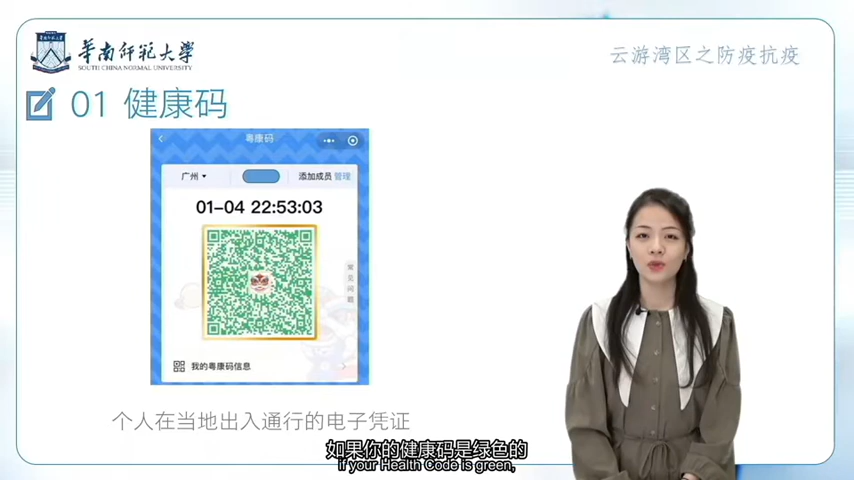 华南师范大学
SOUTH CHINA NORMAL UNIVERSITY
云游湾区之防疫抗疫
01 健康码
粤康码
广州
添加成员 管理
01-04 22:53:03
常见问题
我的粤康码信息
个人在当地出入通行的电子凭证
如果你的健康码是绿色的
if your Health Code is green,